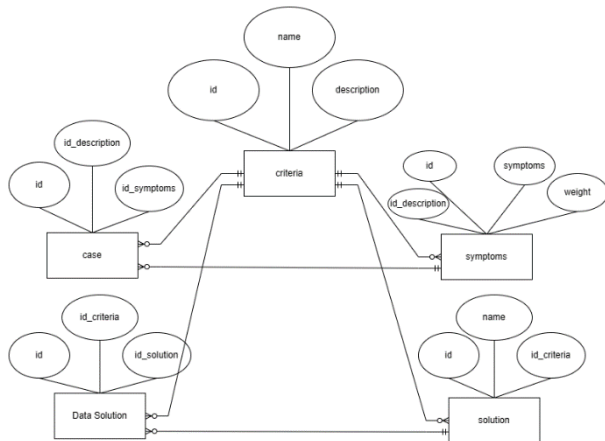 name
id
description
criteria
id_description
id
id_symptoms
case
id
symptoms
id_description
weight
symptoms
id_criteria
id
id_solution
Data Solution
name
id
id_criteria
solution